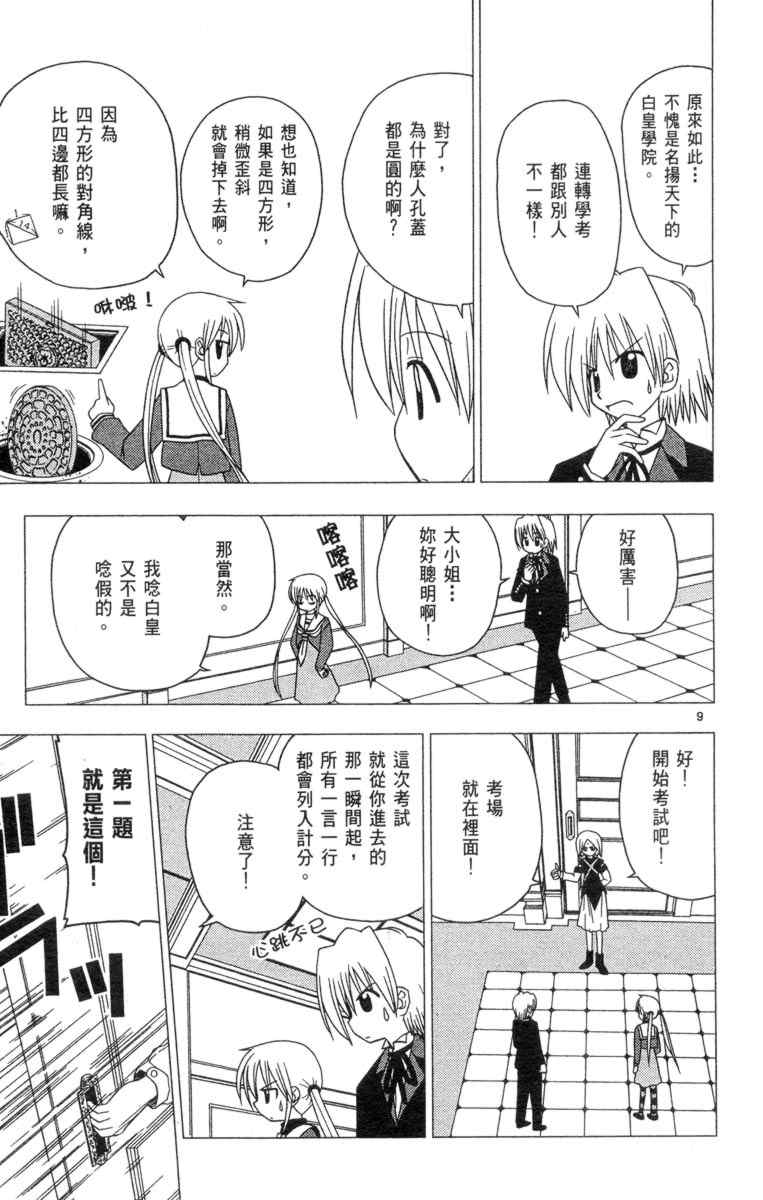 原來如此…
不愧是名揚天下的
白皇學院。
連轉學考
都跟別人
不一樣！
對了，
為什麼人孔蓋
都是圓的啊？
想也知道，
如果是四方形，
稍微歪斜
就會掉下去啊。
因為
四方形的對角線，
比四邊都長嘛。
咻啵！
好厲害——
大小姐…
妳好聰明啊！
喀
喀
喀
那當然。
我唸白皇
又不是
唸假的。
9
好！
開始考試吧！
考場
就在裡面！
這次考試
就從你進去的
那一瞬間起，
所有一言一行
都會列入計分。
注意了！
心跳不已
第一題
就是這個！